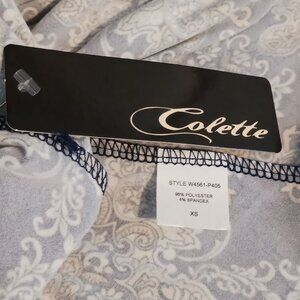 Colette
STYLE W4561-P405
96% POLYESTER
4% SPANDEX
XS